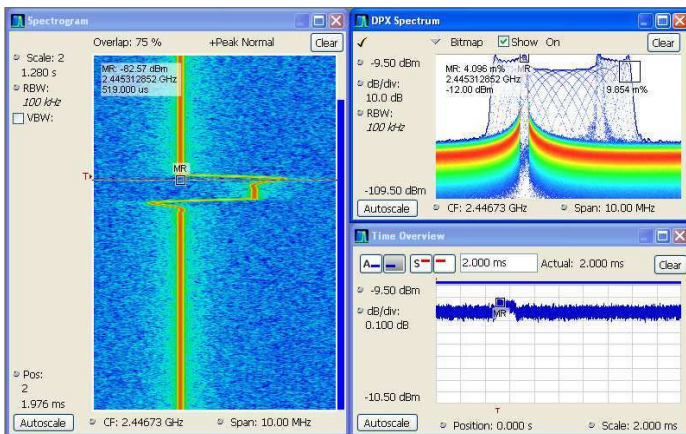 Spectrogram
Overlap: 75 %
+Peak Normal
Clear
Scale: 2
1.280 s
RBW:
100 kHz
VBW:
MR: -82.57 dBm
2.445312852 GHz
519.000 us
T
MR
Pos:
2
1.976 ms
Autoscale
CF: 2.44673 GHz
Span: 10.00 MHz
DPX Spectrum
Bitmap
Show
On
Clear
-9.50 dBm
dB/div:
10.0 dB
RBW:
100 kHz
-109.50 dBm
MR: 4.096 m%
2.445312852 GHz
-12.00 dBm
MR
9.854 m%
Autoscale
CF: 2.44673 GHz
Span: 10.00 MHz
Time Overview
A
S
2.000 ms
Actual: 2.000 ms
Clear
-9.50 dBm
dB/div:
0.100 dB
-10.50 dBm
MR
T
Autoscale
Position: 0.000 s
Scale: 2.000 ms